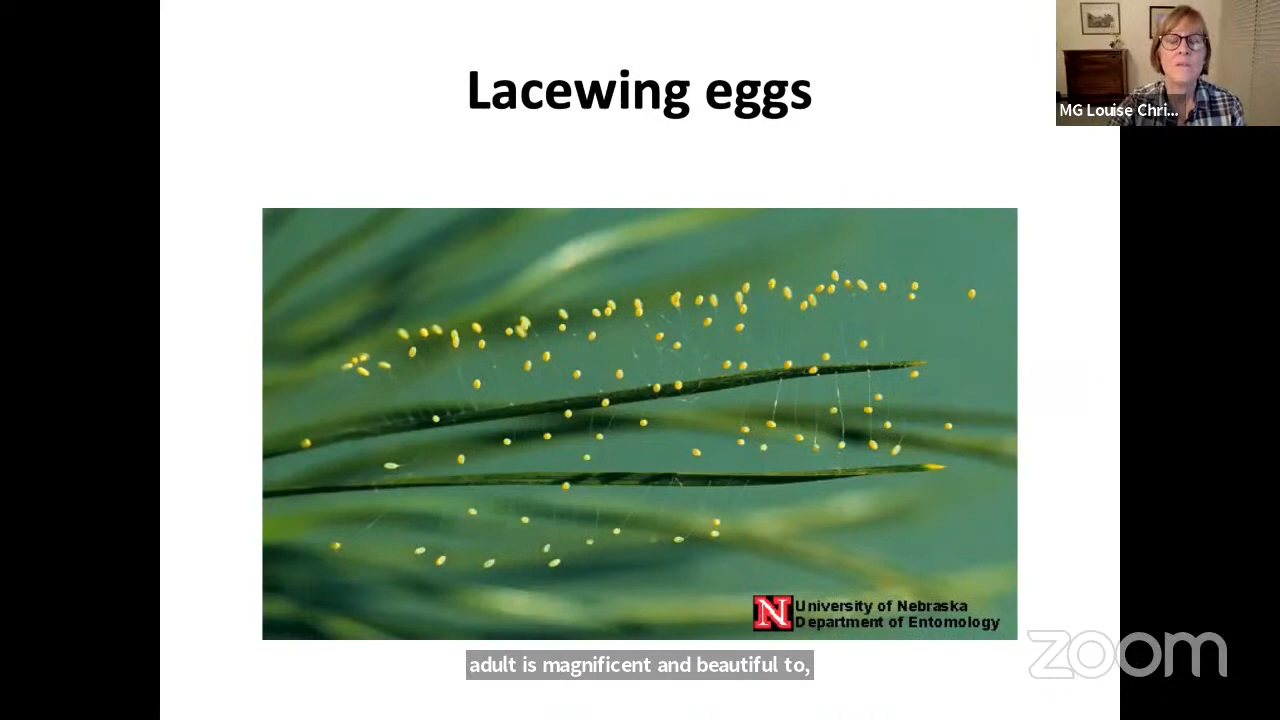 Lacewing eggs
MG Louise Chri...
N
University of Nebraska
Department of Entomology
adult is magnificent and beautiful to,
zoom